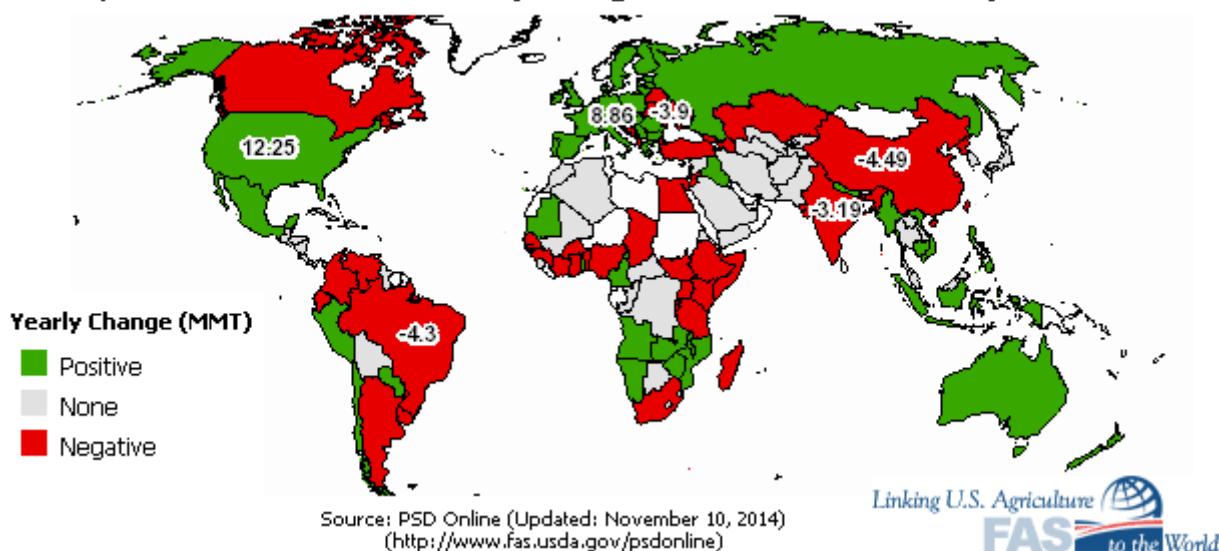 12.25
8.86
-3.9
-4.49
-3.19
-4.3
Yearly Change (MMT)
Positive
None
Negative
Source: PSD Online (Updated: November 10, 2014)
(http://www.fas.usda.gov/psdonline)
Linking U.S. Agriculture
FAS
to the World